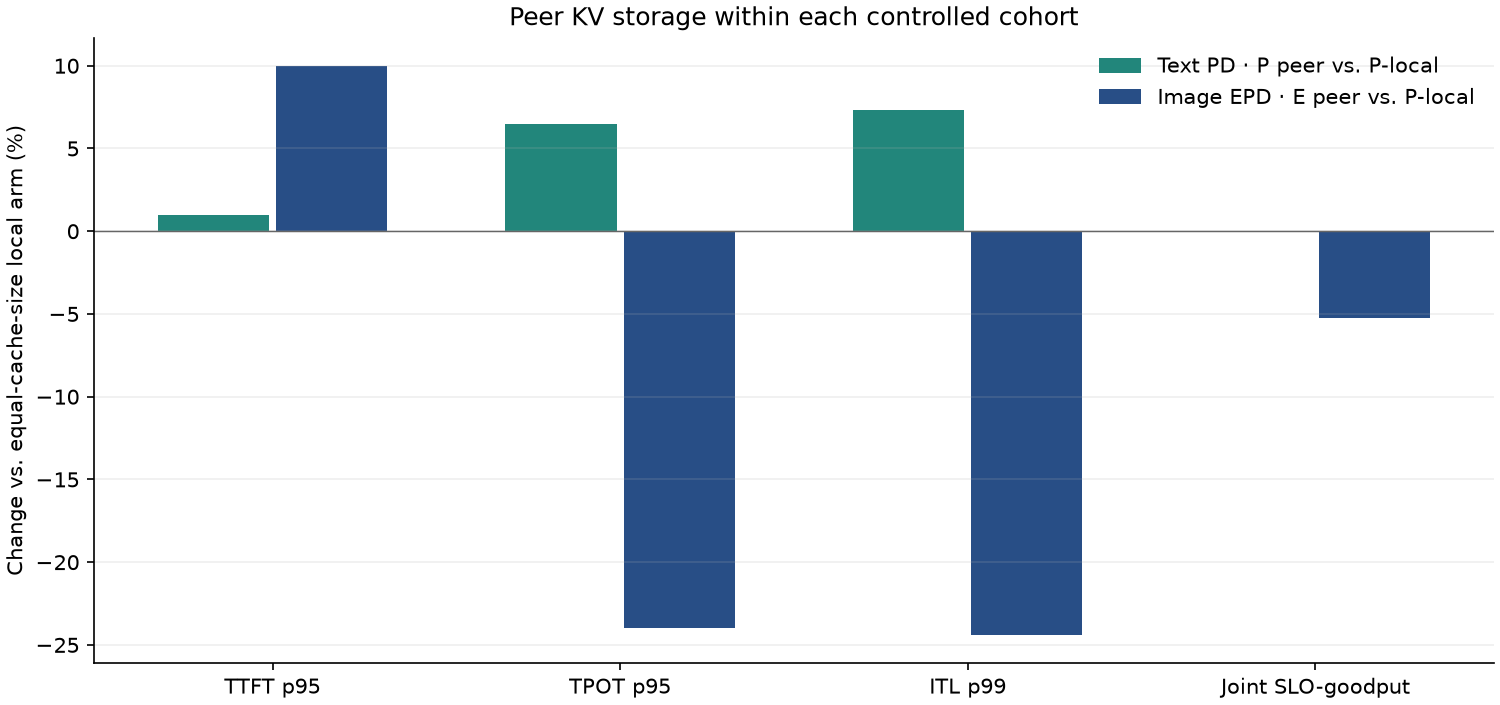 Peer KV storage within each controlled cohort
Text PD · P peer vs. P-local
Image EPD · E peer vs. P-local
Change vs. equal-cache-size local arm (%)
10
5
0
−5
−10
−15
−20
−25
TTFT p95
TPOT p95
ITL p99
Joint SLO-goodput